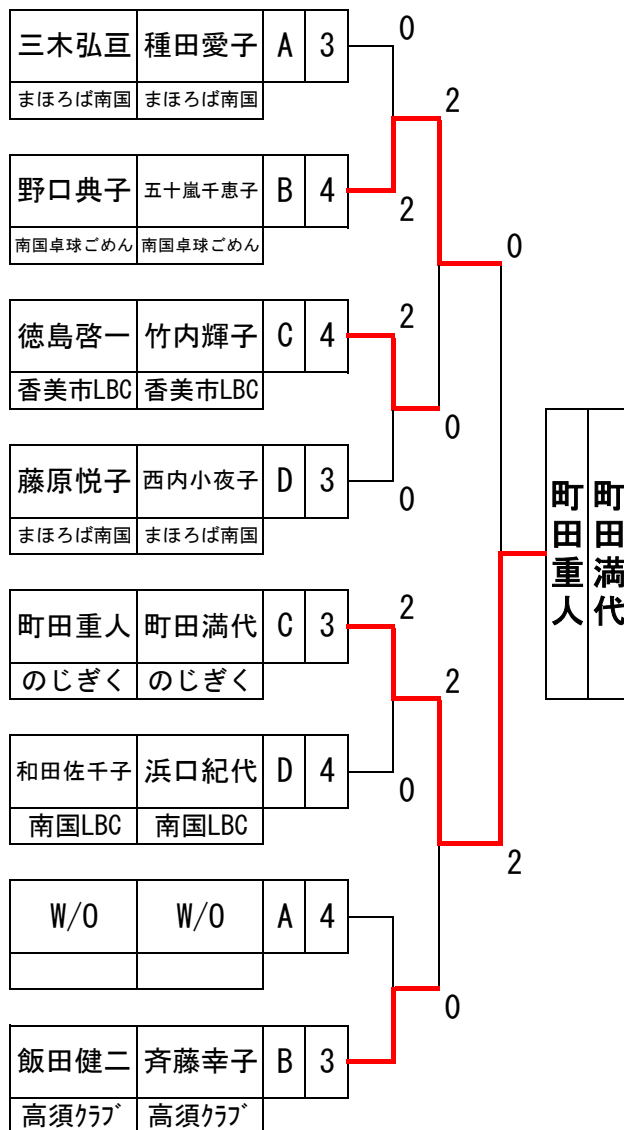 三木弘亘 種田愛子 A 3
まほろば南国 まほろば南国
0
2
野口典子 五十嵐千恵子 B 4
南国卓球ごめん 南国卓球ごめん
2
0
徳島啓一 竹内輝子 C 4
香美市LBC 香美市LBC
2
0
藤原悦子 西内小夜子 D 3
まほろば南国 まほろば南国
0
町田重人
町田満代
町田重人 町田満代 C 3
のじぎく のじぎく
2
2
和田佐千子 浜口紀代 D 4
南国LBC 南国LBC
0
2
W/O W/O A 4
0
飯田健二 斉藤幸子 B 3
高須ｸﾗﾌﾞ 高須ｸﾗﾌﾞ